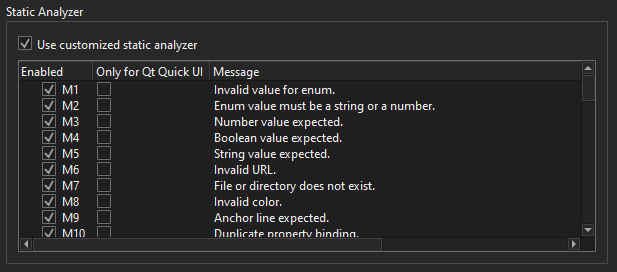 Static Analyzer
Use customized static analyzer
Enabled Only for Qt Quick UI Message
M1 Invalid value for enum.
M2 Enum value must be a string or a number.
M3 Number value expected.
M4 Boolean value expected.
M5 String value expected.
M6 Invalid URL.
M7 File or directory does not exist.
M8 Invalid color.
M9 Anchor line expected.
M10 Duplicate property binding.